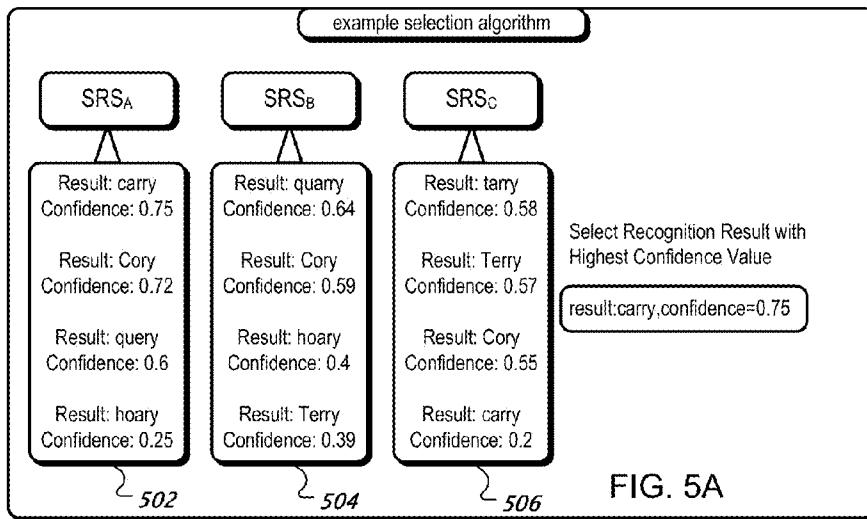 example selection algorithm
SRSA
Result: carry
Confidence: 0.75
Result: Cory
Confidence: 0.72
Result: query
Confidence: 0.6
Result: hoary
Confidence: 0.25
502
SRSB
Result: quarry
Confidence: 0.64
Result: Cory
Confidence: 0.59
Result: hoary
Confidence: 0.4
Result: Terry
Confidence: 0.39
504
SRSC
Result: tarry
Confidence: 0.58
Result: Terry
Confidence: 0.57
Result: Cory
Confidence: 0.55
Result: carry
Confidence: 0.2
506
Select Recognition Result with
Highest Confidence Value
result:carry,confidence=0.75
FIG. 5A